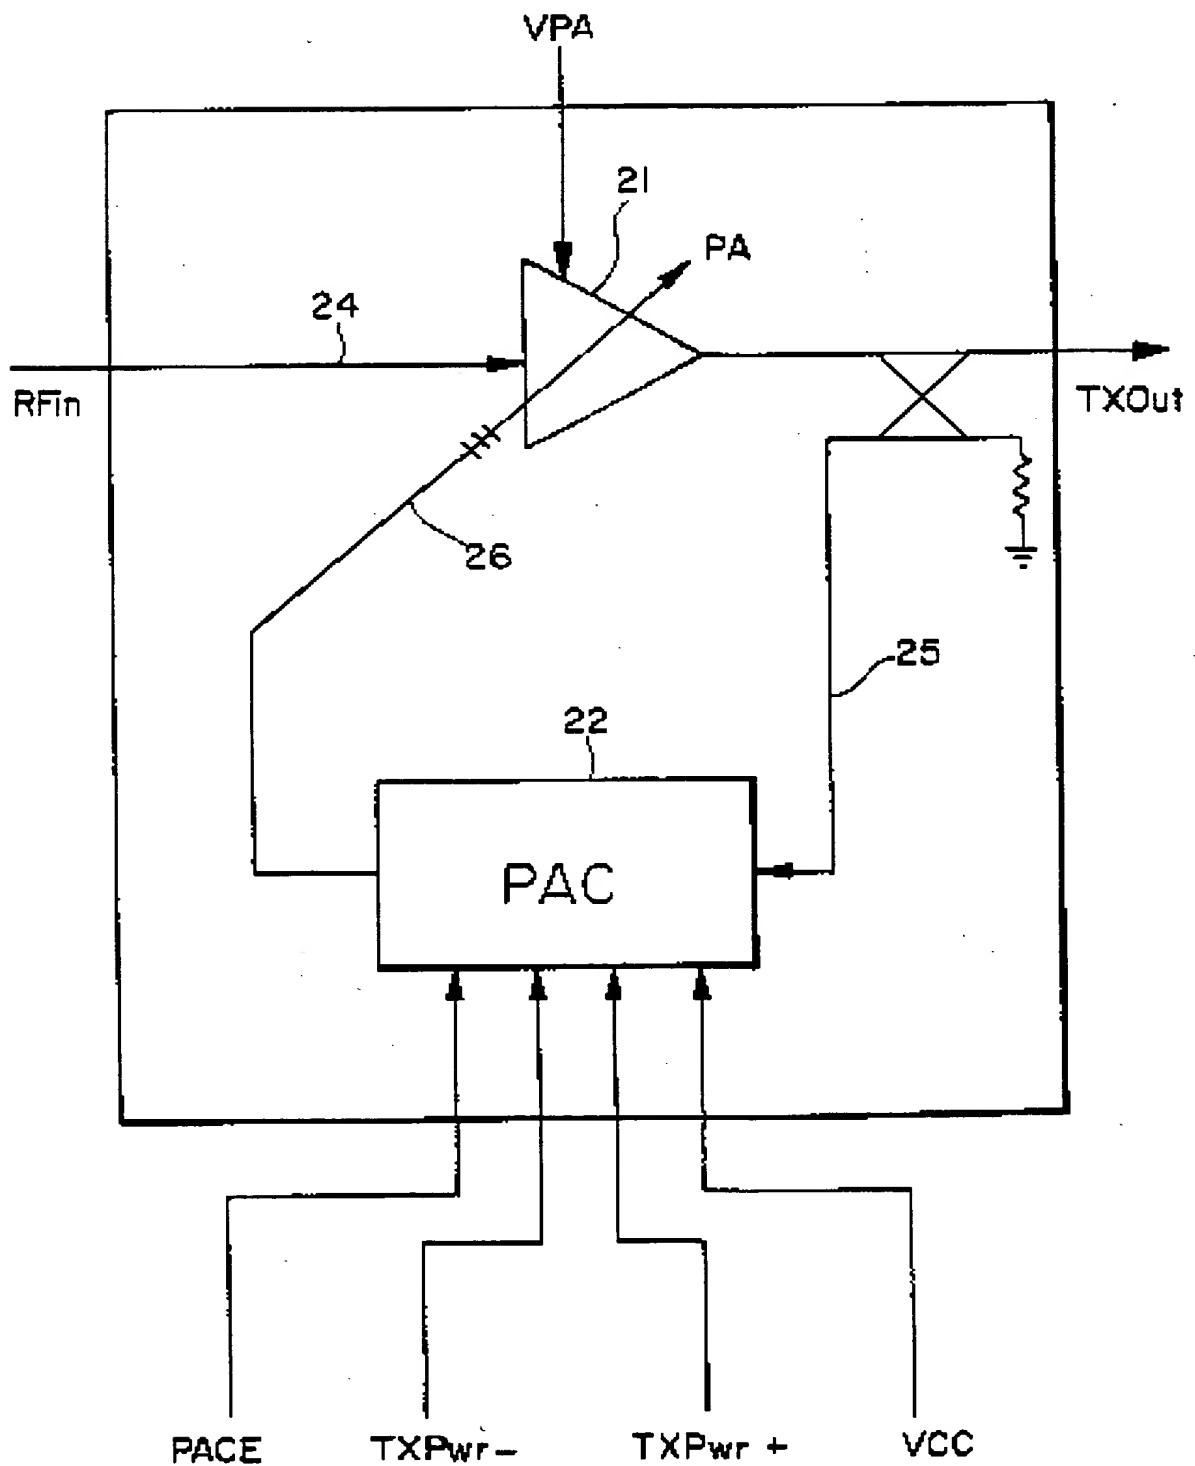 VPA
21
PA
24
RFin
TXOut
26
25
22
PAC
PACE
TXPwr-
TXPwr +
VCC